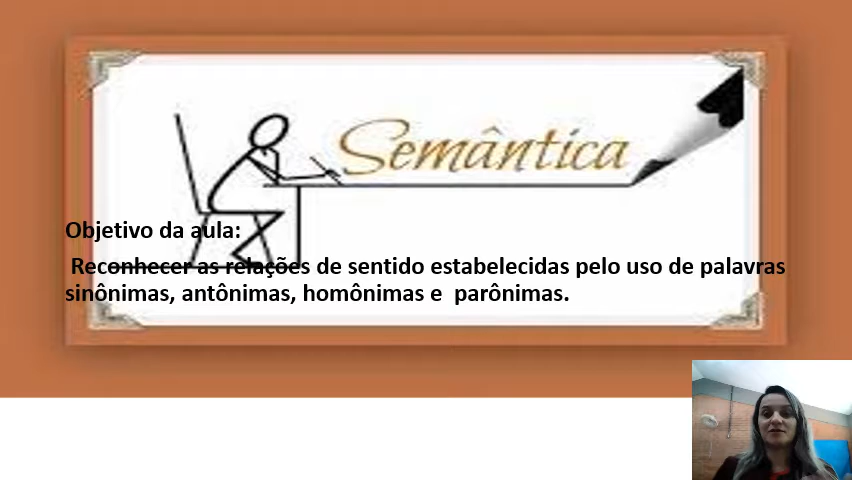 Semântica
Objetivo da aula:
Reconhecer as relações de sentido estabelecidas pelo uso de palavras
sinônimas, antônimas, homônimas e parônimas.